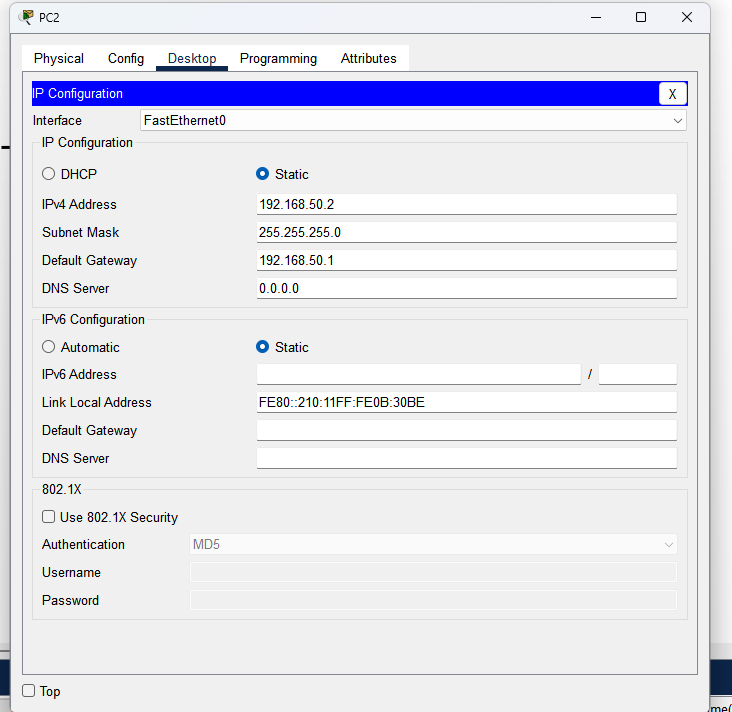 PC2
Physical Config Desktop Programming Attributes
IP Configuration X
Interface FastEthernet0
IP Configuration
DHCP Static
IPv4 Address 192.168.50.2
Subnet Mask 255.255.255.0
Default Gateway 192.168.50.1
DNS Server 0.0.0.0
IPv6 Configuration
Automatic Static
IPv6 Address /
Link Local Address FE80::210:11FF:FE0B:30BE
Default Gateway
DNS Server
802.1X
Use 802.1X Security
Authentication MD5
Username
Password
Top